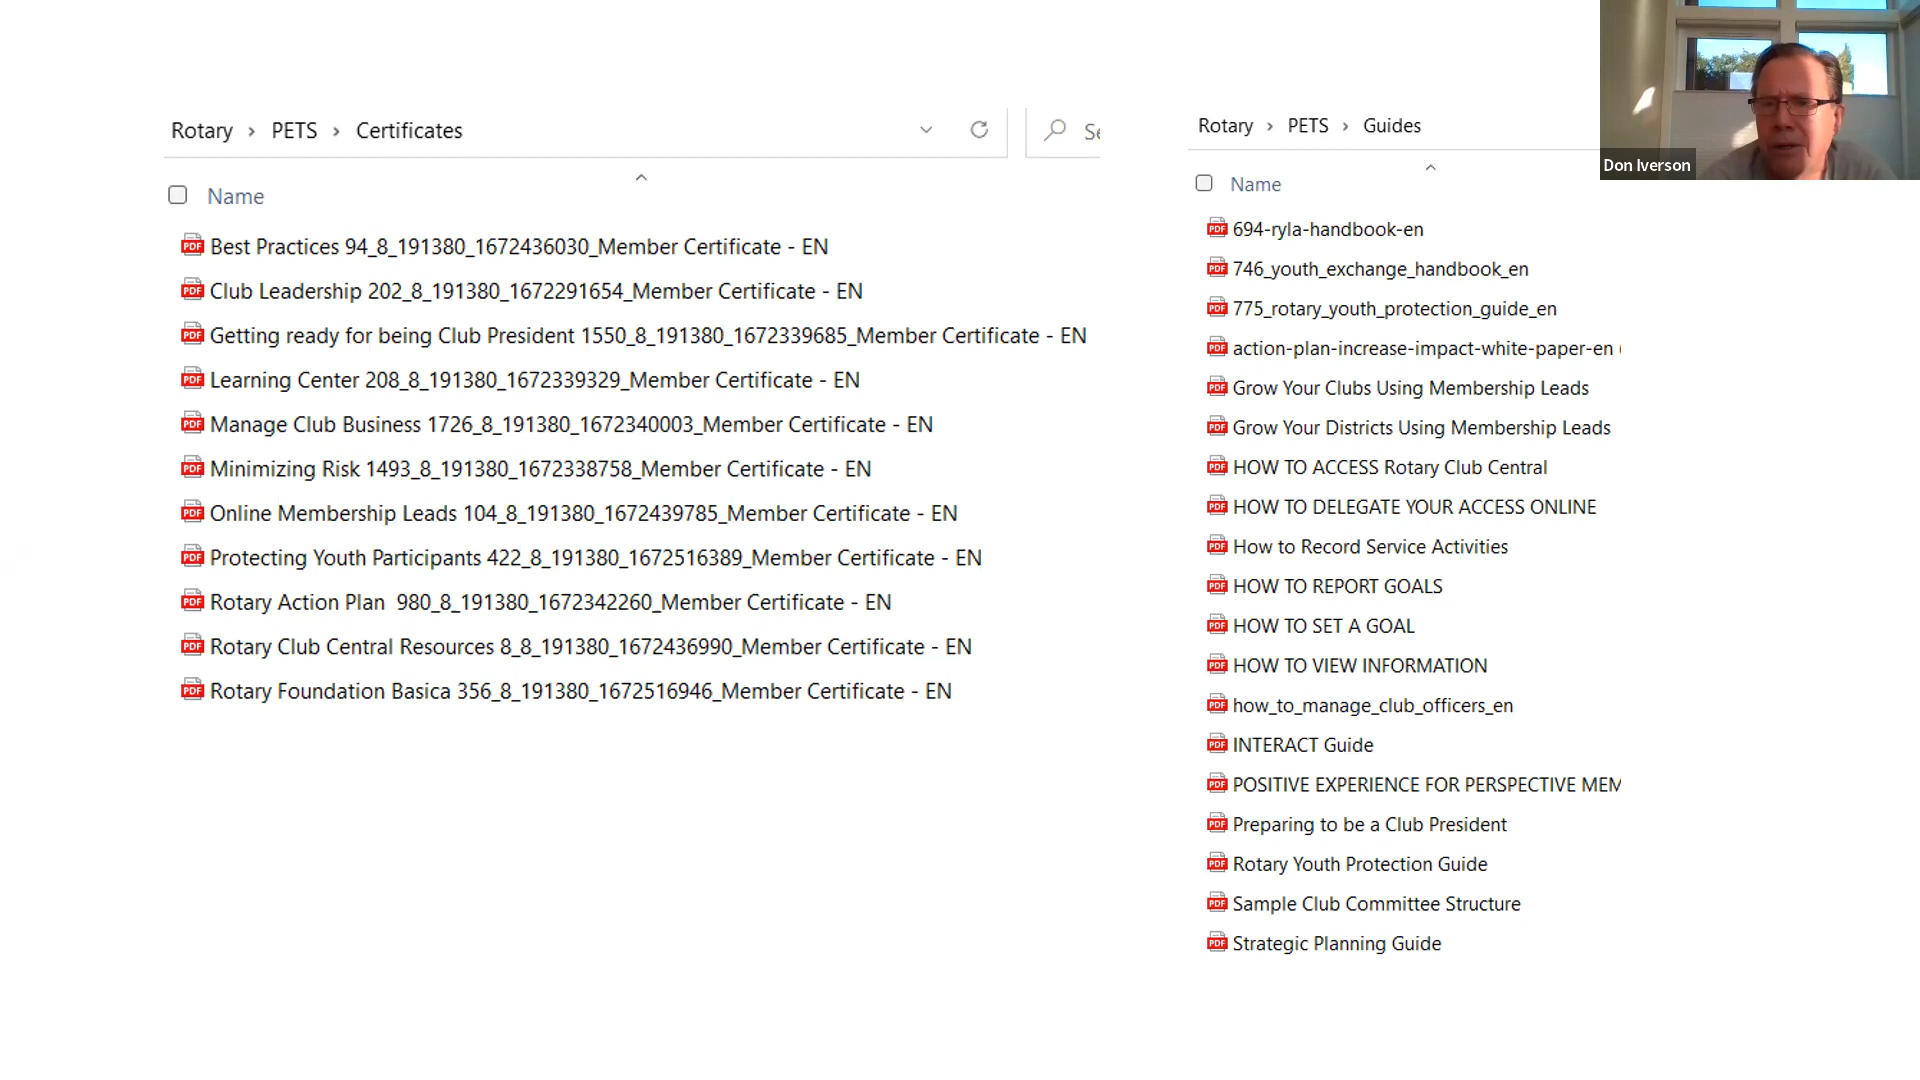 Rotary > PETS > Certificates
Se
Name
Best Practices 94_8_191380_1672436030_Member Certificate - EN
Club Leadership 202_8_191380_1672291654_Member Certificate - EN
Getting ready for being Club President 1550_8_191380_1672339685_Member Certificate - EN
Learning Center 208_8_191380_1672339329_Member Certificate - EN
Manage Club Business 1726_8_191380_1672340003_Member Certificate - EN
Minimizing Risk 1493_8_191380_1672338758_Member Certificate - EN
Online Membership Leads 104_8_191380_1672439785_Member Certificate - EN
Protecting Youth Participants 422_8_191380_1672516389_Member Certificate - EN
Rotary Action Plan  980_8_191380_1672342260_Member Certificate - EN
Rotary Club Central Resources 8_8_191380_1672436990_Member Certificate - EN
Rotary Foundation Basica 356_8_191380_1672516946_Member Certificate - EN
Rotary > PETS > Guides
Name
694-ryla-handbook-en
746_youth_exchange_handbook_en
775_rotary_youth_protection_guide_en
action-plan-increase-impact-white-paper-en
Grow Your Clubs Using Membership Leads
Grow Your Districts Using Membership Leads
HOW TO ACCESS Rotary Club Central
HOW TO DELEGATE YOUR ACCESS ONLINE
How to Record Service Activities
HOW TO REPORT GOALS
HOW TO SET A GOAL
HOW TO VIEW INFORMATION
how_to_manage_club_officers_en
INTERACT Guide
POSITIVE EXPERIENCE FOR PERSPECTIVE MEM
Preparing to be a Club President
Rotary Youth Protection Guide
Sample Club Committee Structure
Strategic Planning Guide
Don Iverson